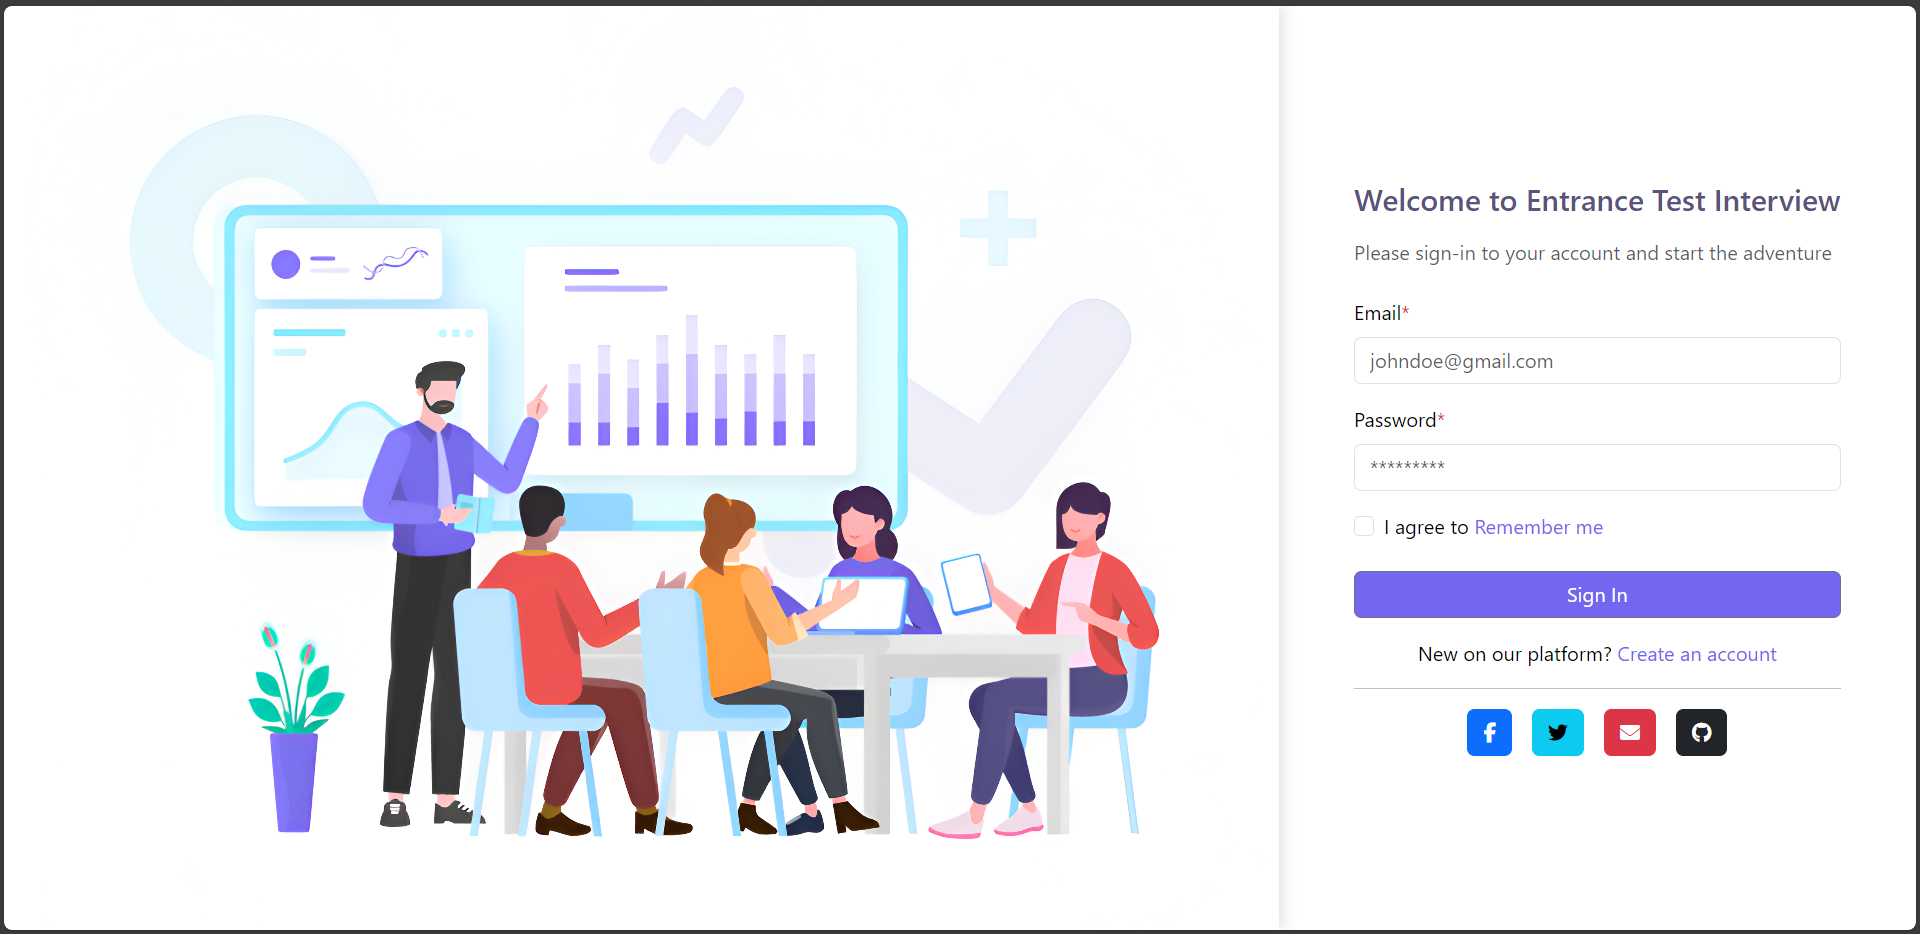 Welcome to Entrance Test Interview
Please sign-in to your account and start the adventure
Email*
johndoe@gmail.com
Password*
*********
I agree to Remember me
Sign In
New on our platform? Create an account